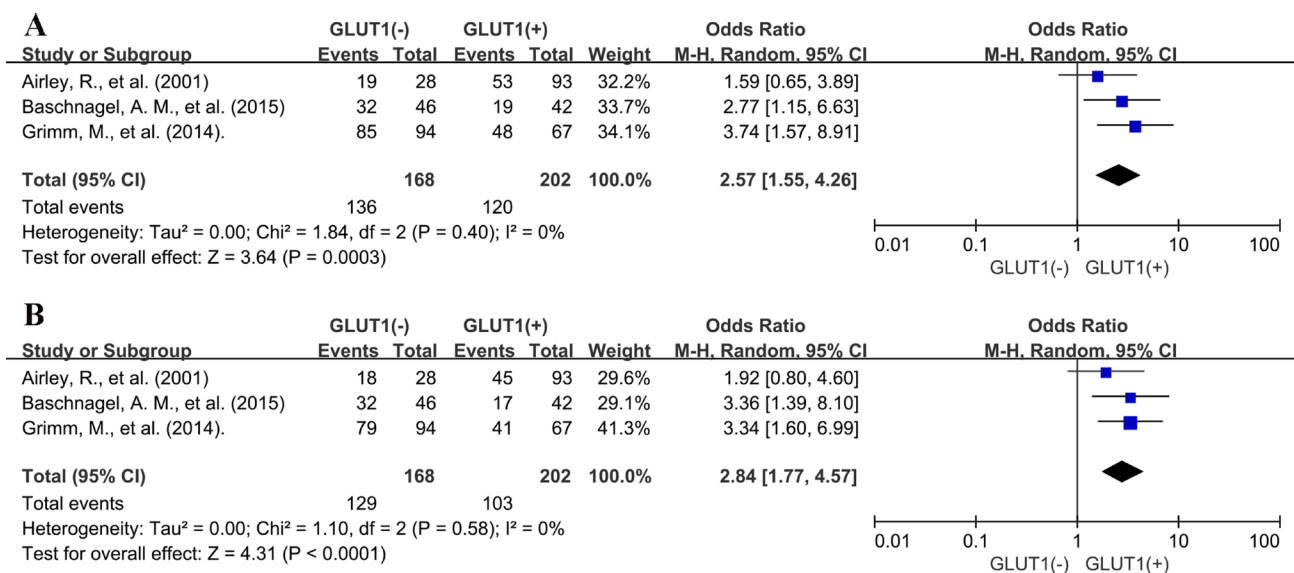 A
GLUT1(-) GLUT1(+) Odds Ratio Odds Ratio
Study or Subgroup Events Total Events Total Weight M-H, Random, 95% CI M-H, Random, 95% CI
Airley, R., et al. (2001) 19 28 53 93 32.2% 1.59 [0.65, 3.89]
Baschnagel, A. M., et al. (2015) 32 46 19 42 33.7% 2.77 [1.15, 6.63]
Grimm, M., et al. (2014). 85 94 48 67 34.1% 3.74 [1.57, 8.91]
Total (95% CI) 168 202 100.0% 2.57 [1.55, 4.26]
Total events 136 120
Heterogeneity: Tau² = 0.00; Chi² = 1.84, df = 2 (P = 0.40); I² = 0%
Test for overall effect: Z = 3.64 (P = 0.0003)
0.01 0.1 1 10 100
GLUT1(-) GLUT1(+)
B
GLUT1(-) GLUT1(+) Odds Ratio Odds Ratio
Study or Subgroup Events Total Events Total Weight M-H, Random, 95% CI M-H, Random, 95% CI
Airley, R., et al. (2001) 18 28 45 93 29.6% 1.92 [0.80, 4.60]
Baschnagel, A. M., et al. (2015) 32 46 17 42 29.1% 3.36 [1.39, 8.10]
Grimm, M., et al. (2014). 79 94 41 67 41.3% 3.34 [1.60, 6.99]
Total (95% CI) 168 202 100.0% 2.84 [1.77, 4.57]
Total events 129 103
Heterogeneity: Tau² = 0.00; Chi² = 1.10, df = 2 (P = 0.58); I² = 0%
Test for overall effect: Z = 4.31 (P < 0.0001)
0.01 0.1 1 10 100
GLUT1(-) GLUT1(+)